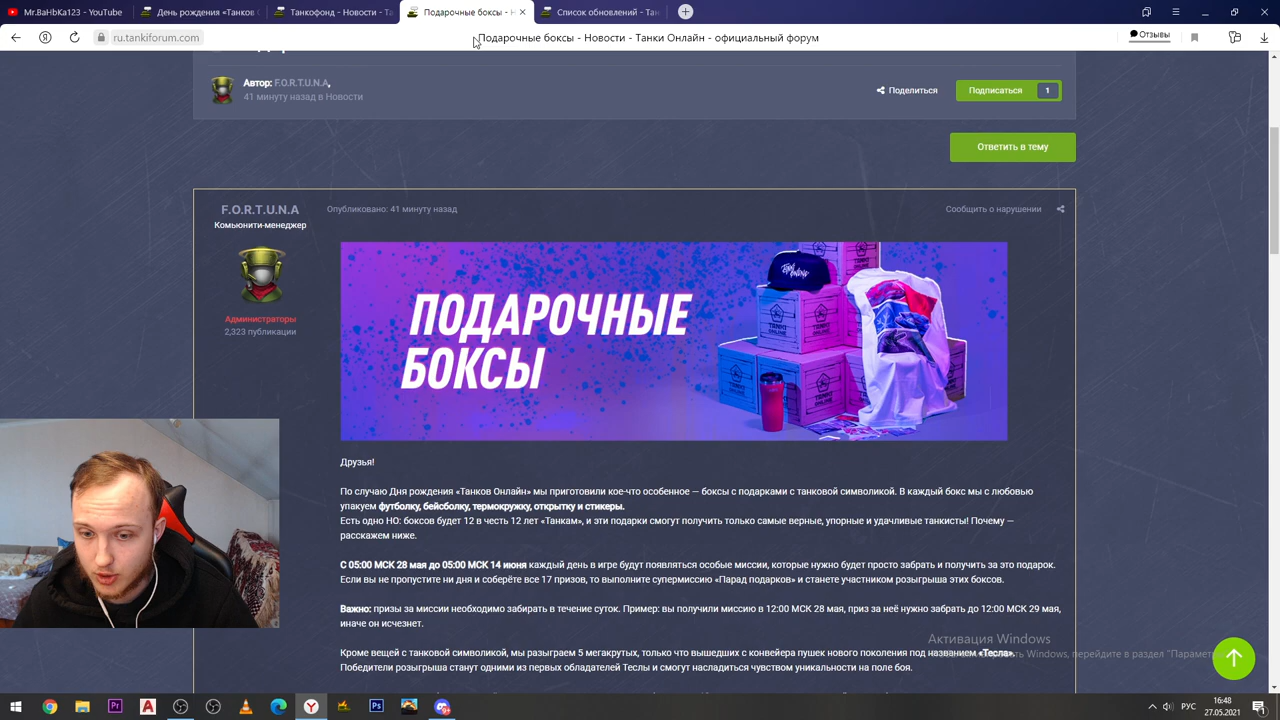 Mr.BaHbKa123 - YouTube
День рождения «Танков
Танкофонд – Новости - Та
Подарочные боксы - Н
Список обновлений - Тан
ru.tankiforum.com
Подарочные боксы - Новости - Танки Онлайн - официальный форум
Отзывы
Автор: F.O.R.T.U.N.A,
41 минуту назад в Новости
Поделиться
Подписаться
1
Ответить в тему
F.O.R.T.U.N.A
Комьюнити-менеджер
Опубликовано: 41 минуту назад
Сообщить о нарушении
Администраторы
2,323 публикации
ПОДАРОЧНЫЕ
БОКСЫ
TANKI
ONLINE
Друзья!
По случаю Дня рождения «Танков Онлайн» мы приготовили кое-что особенное — боксы с подарками с танковой символикой. В каждый бокс мы с любовью
упакуем футболку, бейсболку, термокружку, открытку и стикеры.
Есть одно НО: боксов будет 12 в честь 12 лет «Танкам», и эти подарки смогут получить только самые верные, упорные и удачливые танкисты! Почему —
расскажем ниже.
С 05:00 МСК 28 мая до 05:00 МСК 14 июня каждый день в игре будут появляться особые миссии, которые нужно будет просто забрать и получить за это подарок.
Если вы не пропустите ни дня и соберёте все 17 призов, то выполните супермиссию «Парад подарков» и станете участником розыгрыша этих боксов.
Важно: призы за миссии необходимо забирать в течение суток. Пример: вы получили миссию в 12:00 МСК 28 мая, приз за неё нужно забрать до 12:00 МСК 29 мая,
иначе он исчезнет.
Активация Windows
Кроме вещей с танковой символикой, мы разыграем 5 мегакрутых, только что вышедших с конвейера пушек нового поколения под названием «Тесла».
Windows, перейдите в раздел "Парамет
Победители розыгрыша станут одними из первых обладателей Теслы и смогут насладиться чувством уникальности на поле боя.
РУС
16:48
27.05.2021